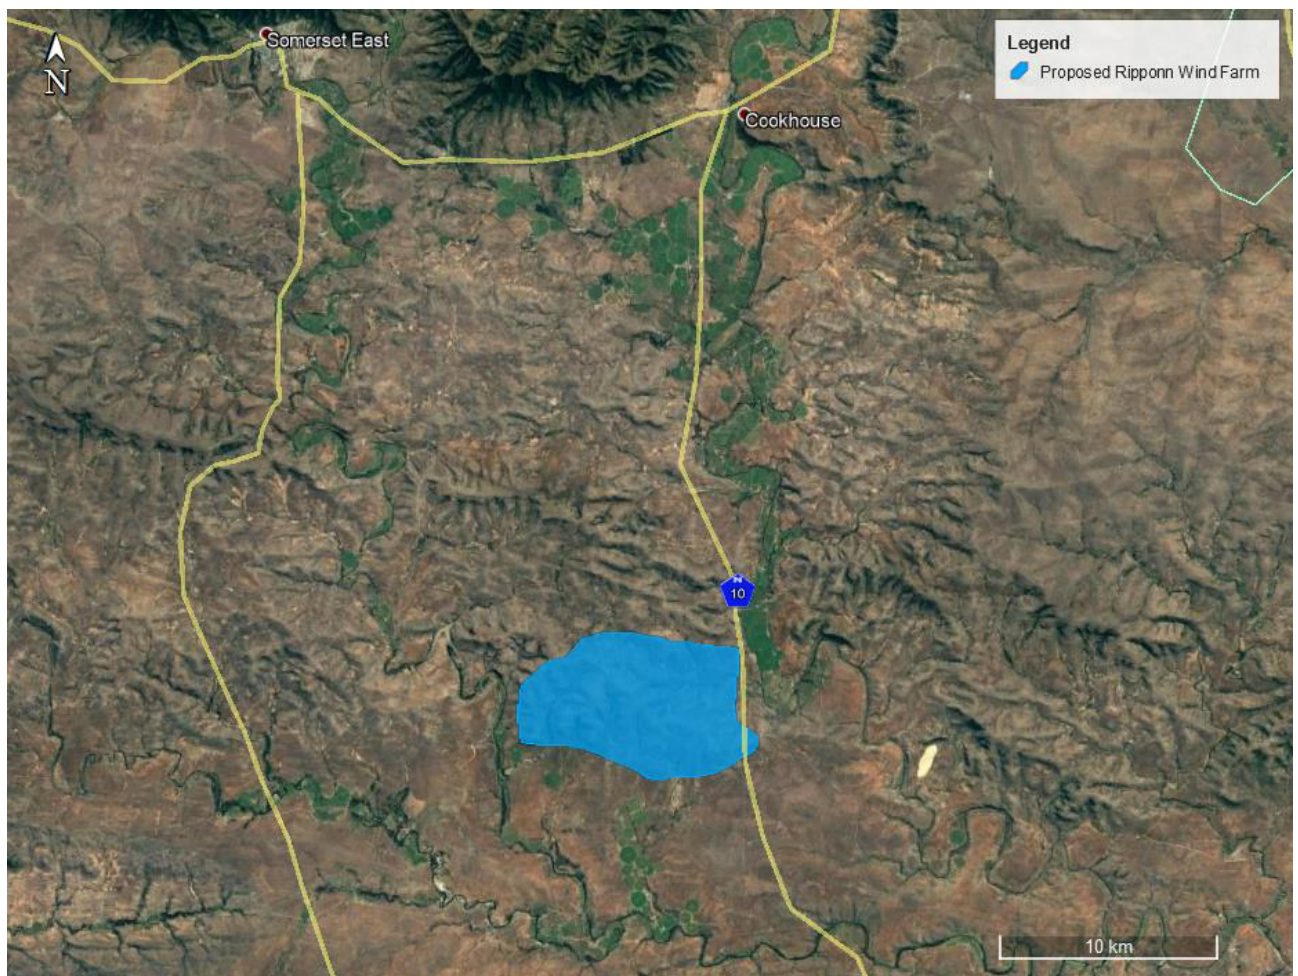 Somerset East
N
Legend
Proposed Ripponn Wind Farm
Cookhouse
N
10
10 km